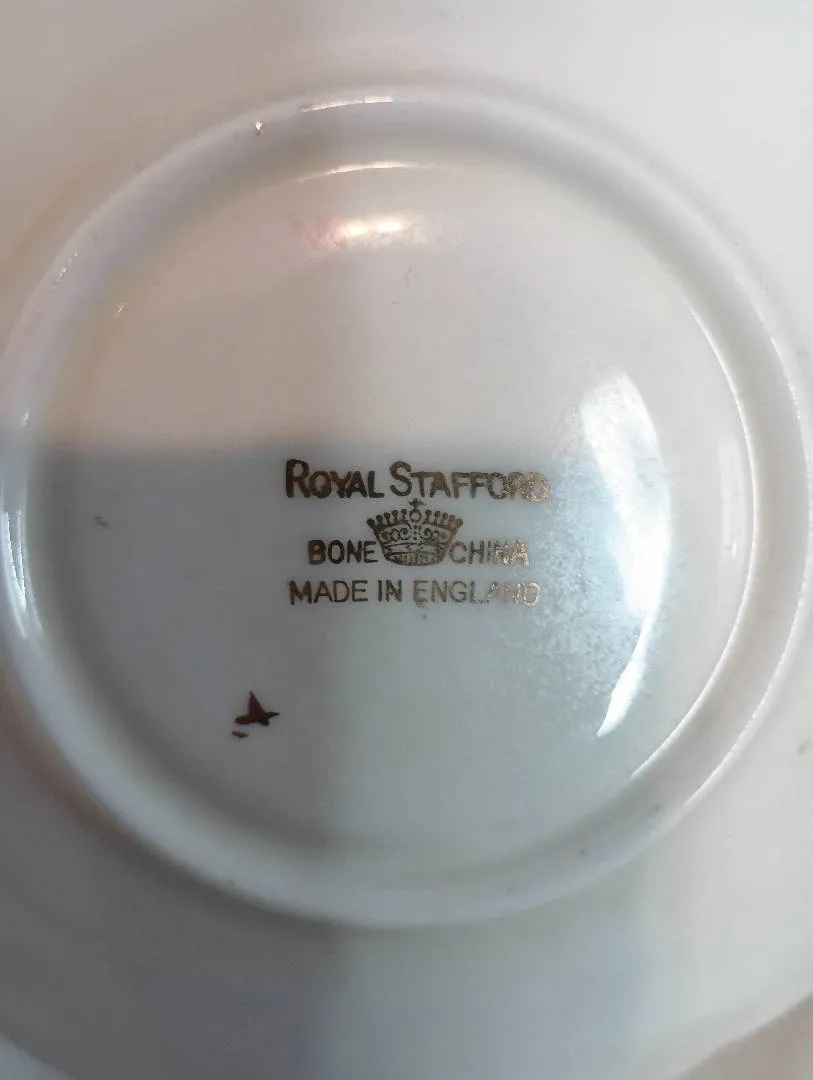 ROYAL STAFFORD
BONE CHINA
MADE IN ENGLAND